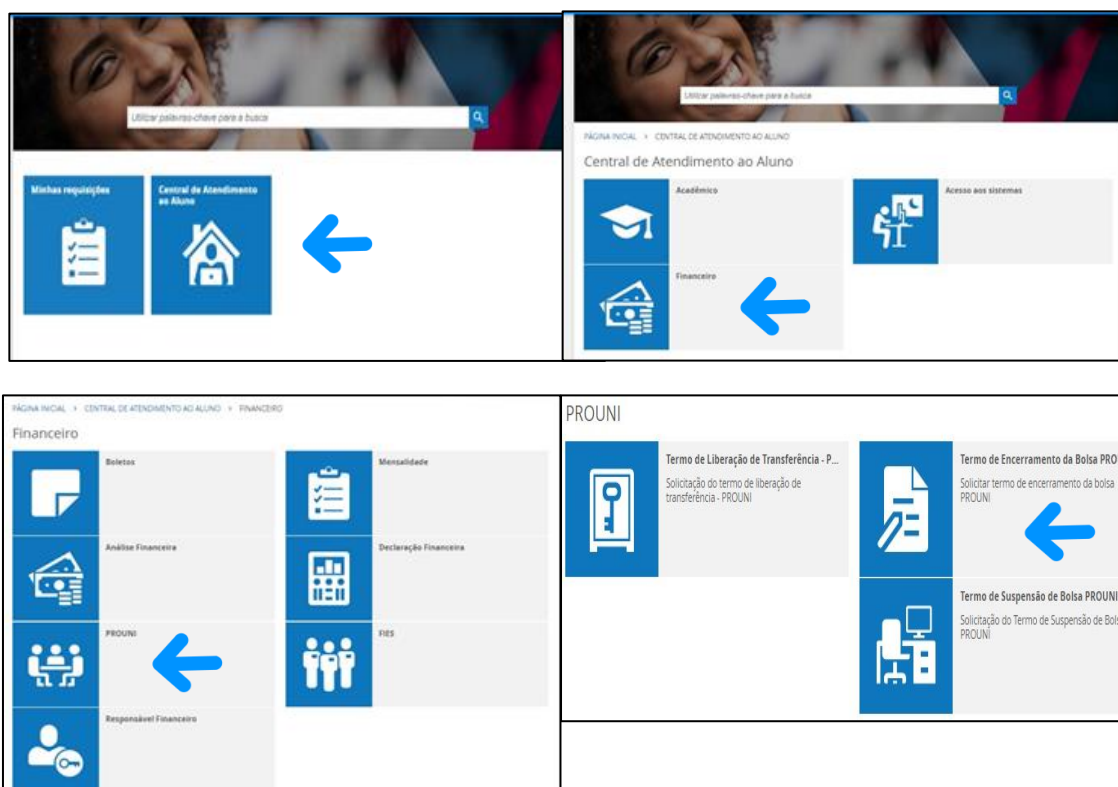 Utilizar palavras-chave para a busca
Minhas requisições
Central de Atendimento
ao Aluno
Utilizar palavras-chave para a busca
PÁGINA INICIAL > CENTRAL DE ATENDIMENTO AO ALUNO
Central de Atendimento ao Aluno
Acadêmico
Acesso aos sistemas
Financeiro
PÁGINA INICIAL > CENTRAL DE ATENDIMENTO AO ALUNO > FINANCEIRO
Financeiro
Boletos
Mensalidade
Análise Financeira
Declaração Financeira
PROUNI
FIES
Responsável Financeiro
PROUNI
Termo de Liberação de Transferência - P...
Solicitação do termo de liberação de
transferência - PROUNI
Termo de Encerramento da Bolsa PRO
Solicitar termo de encerramento da bolsa
PROUNI
Termo de Suspensão de Bolsa PROUNI
Solicitação do Termo de Suspensão de Bols
PROUNI